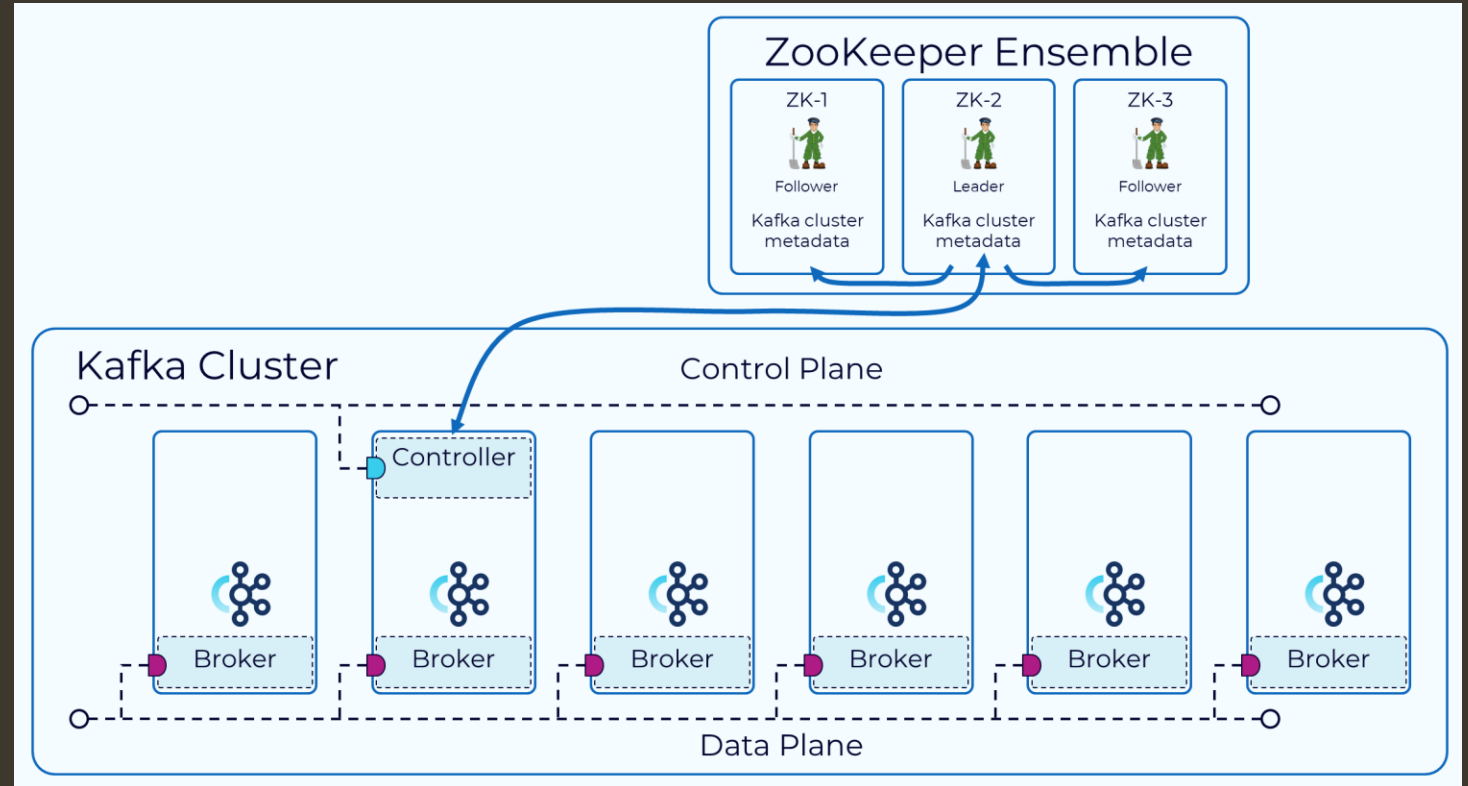 ZooKeeper Ensemble
ZK-1
Follower
Kafka cluster
metadata
ZK-2
Leader
Kafka cluster
metadata
ZK-3
Follower
Kafka cluster
metadata
Kafka Cluster
Control Plane
Controller
Broker
Broker
Broker
Broker
Broker
Broker
Data Plane